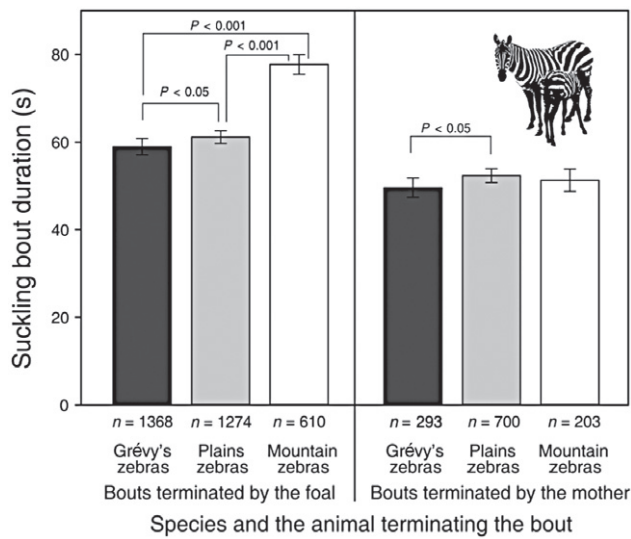 Suckling bout duration (s)
80
60
40
20
0
P < 0.001
P < 0.001
P < 0.05
P < 0.05
n = 1368 n = 1274 n = 610
Grévy's Plains Mountain
zebras zebras zebras
Bouts terminated by the foal
n = 293 n = 700 n = 203
Grévy's Plains Mountain
zebras zebras zebras
Bouts terminated by the mother
Species and the animal terminating the bout